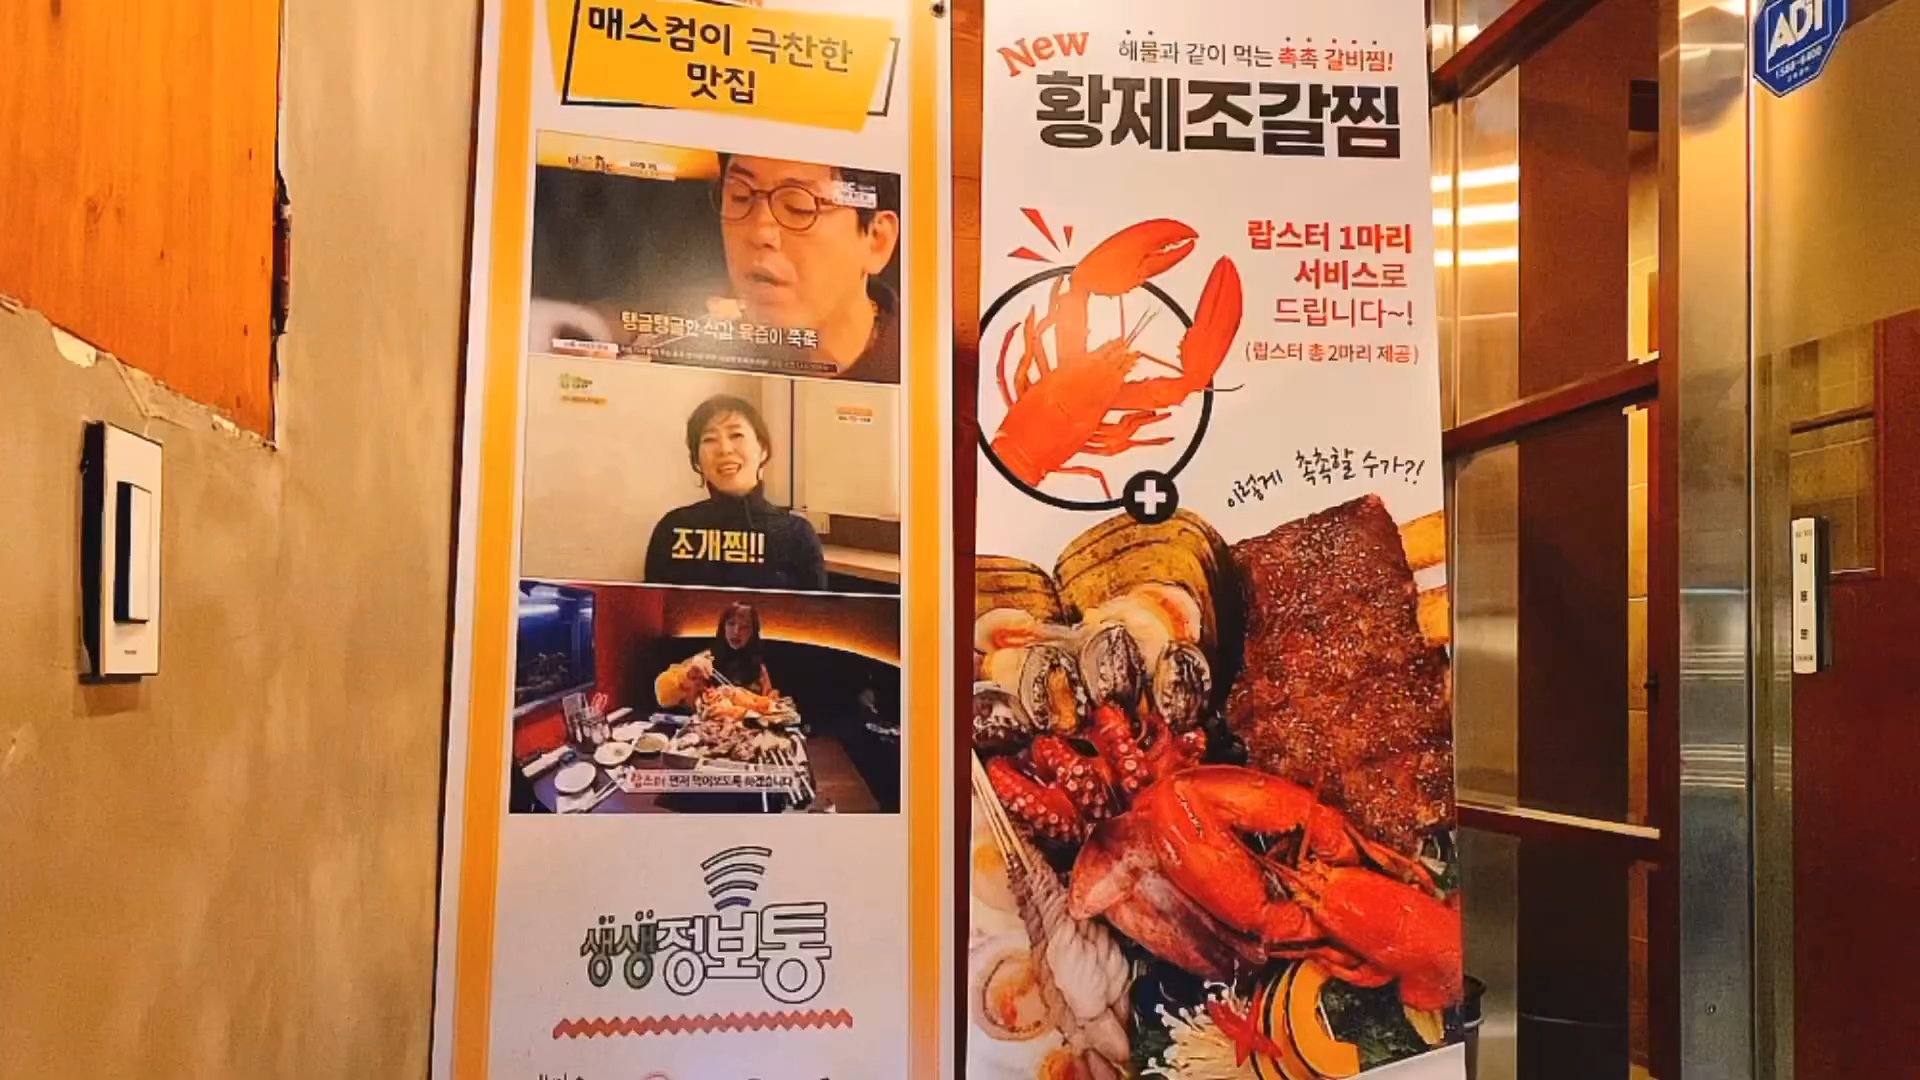 매스컴이 극찬한
맛집
탱글탱글한 식감 육즙이 쭉쭉
조개찜!!
랍스터 먼저 먹어보도록 하겠습니다
생생정보통
New
해물과 같이 먹는 촉촉 갈비찜!
황제조갈찜
랍스터 1마리
서비스로
드립니다~!
(랍스터 총 2마리 제공)
이렇게 촉촉할 수가?!
ADT
1588-6400